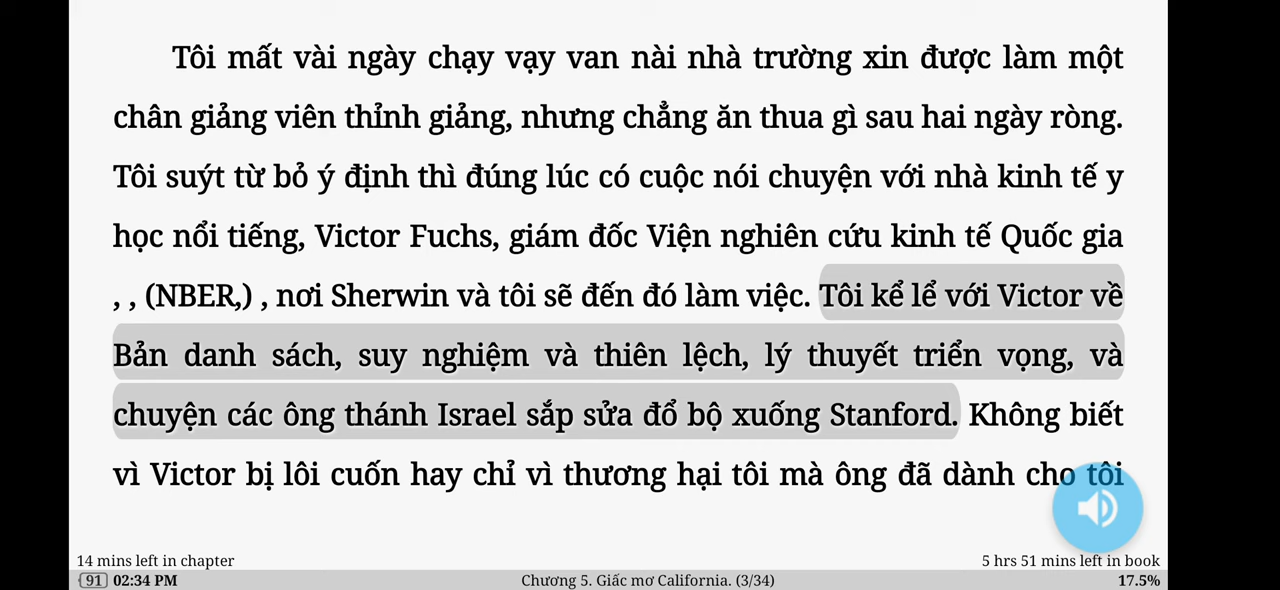 Tôi mất vài ngày chạy vạy van nài nhà trường xin được làm một
chân giảng viên thỉnh giảng, nhưng chẳng ăn thua gì sau hai ngày ròng.
Tôi suýt từ bỏ ý định thì đúng lúc có cuộc nói chuyện với nhà kinh tế y
học nổi tiếng, Victor Fuchs, giám đốc Viện nghiên cứu kinh tế Quốc gia
, , (NBER,) , nơi Sherwin và tôi sẽ đến đó làm việc. Tôi kể lể với Victor về
Bản danh sách, suy nghiệm và thiên lệch, lý thuyết triển vọng, và
chuyện các ông thánh Israel sắp sửa đổ bộ xuống Stanford. Không biết
vì Victor bị lôi cuốn hay chỉ vì thương hại tôi mà ông đã dành cho tôi
14 mins left in chapter 5 hrs 51 mins left in book
91 02:34 PM Chương 5. Giấc mơ California. (3/34) 17.5%